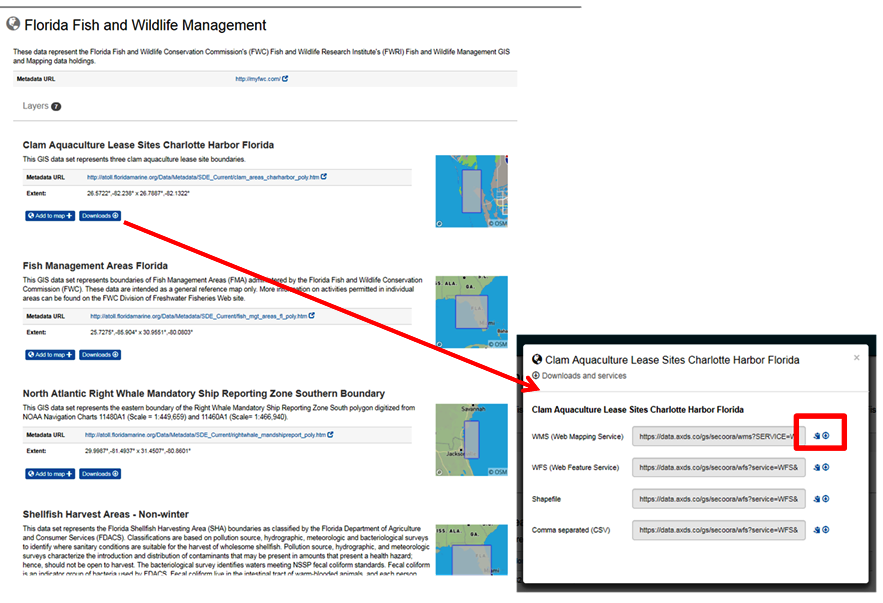 Florida Fish and Wildlife Management
These data represent the Florida Fish and Wildlife Conservation Commission's (FWC) Fish and Wildlife Research Institute's (FWRI) Fish and Wildlife Management GIS
and Mapping data holdings.
Metadata URL http://myfwc.com/
Layers 7
Clam Aquaculture Lease Sites Charlotte Harbor Florida
This GIS data set represents three clam aquaculture lease site boundaries.
Metadata URL http://atoll.floridamarine.org/Data/Metadata/SDE_Current/clam_areas_charharbor_poly.htm
Extent: 26.5722°,-82.238° x 26.7887°,-82.1322°
Add to map + Downloads
© OSM
Fish Management Areas Florida
This GIS data set represents boundaries of Fish Management Areas (FMA) administered by the Florida Fish and Wildlife Conservation
Commission (FWC). These data are intended as a general reference map only. More information on activities permitted in individual
areas can be found on the FWC Division of Freshwater Fisheries Web site.
Metadata URL http://atoll.floridamarine.org/Data/Metadata/SDE_Current/fish_mgt_areas_fl_poly.htm
Extent: 25.7275°,-85.904° x 30.9551°,-80.0803°
Add to map + Downloads
SS ALA GA.
© OSM
North Atlantic Right Whale Mandatory Ship Reporting Zone Southern Boundary
This GIS data set represents the eastern boundary of the Right Whale Mandatory Ship Reporting Zone South polygon digitized from
NOAA Navigation Charts 11480A1 (Scale = 1:449,659) and 11460A1 (Scale= 1:466,940).
Metadata URL http://atoll.floridamarine.org/Data/Metadata/SDE_Current/rightwhale_mandshipreport_poly.htm
Extent: 29.9987°,-81.4937° x 31.4507°,-80.8601°
Add to map + Downloads
Savannah
Jackso
© OSM
Shellfish Harvest Areas - Non-winter
This data set represents the Florida Shellfish Harvesting Area (SHA) boundaries as classified by the Florida Department of Agriculture
and Consumer Services (FDACS). Classifications are based on pollution source, hydrographic, meteorologic and bacteriological surveys
to identify where sanitary conditions are suitable for the harvest of wholesome shellfish. Pollution source, hydrographic, and meteorologic
surveys characterize the introduction and distribution of contaminants that may be present in amounts that present a health hazard;
hence, should not be open to harvest. The bacteriological survey identifies waters meeting NSSP fecal coliform standards. Fecal coliform
is an indicator group of bacteria used by FDACS. Fecal coliform live in the intestinal tract of warm-blooded animals, and each person
ISS ALA GA.
Clam Aquaculture Lease Sites Charlotte Harbor Florida ×
Downloads and services
Clam Aquaculture Lease Sites Charlotte Harbor Florida
WMS (Web Mapping Service) https://data.axds.co/gs/secoora/wms?SERVICE=W
WFS (Web Feature Service) https://data.axds.co/gs/secoora/wfs?service=WFS&
Shapefile https://data.axds.co/gs/secoora/wfs?service=WFS&
Comma separated (CSV) https://data.axds.co/gs/secoora/wfs?service=WFS&